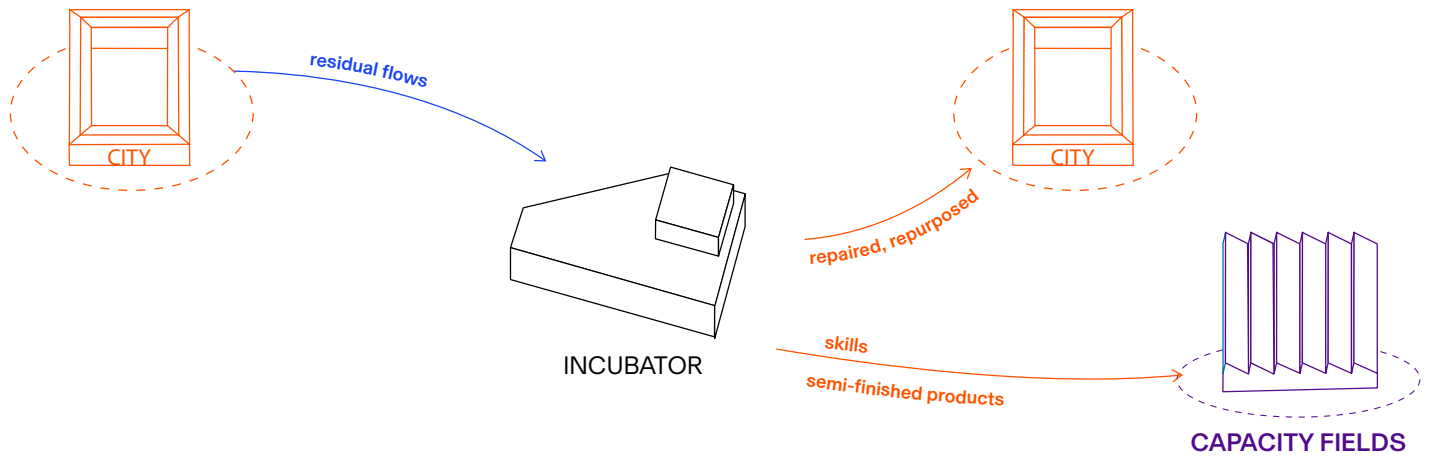 residual flows
CITY
CITY
repaired, repurposed
INCUBATOR
skills
semi-finished products
CAPACITY FIELDS